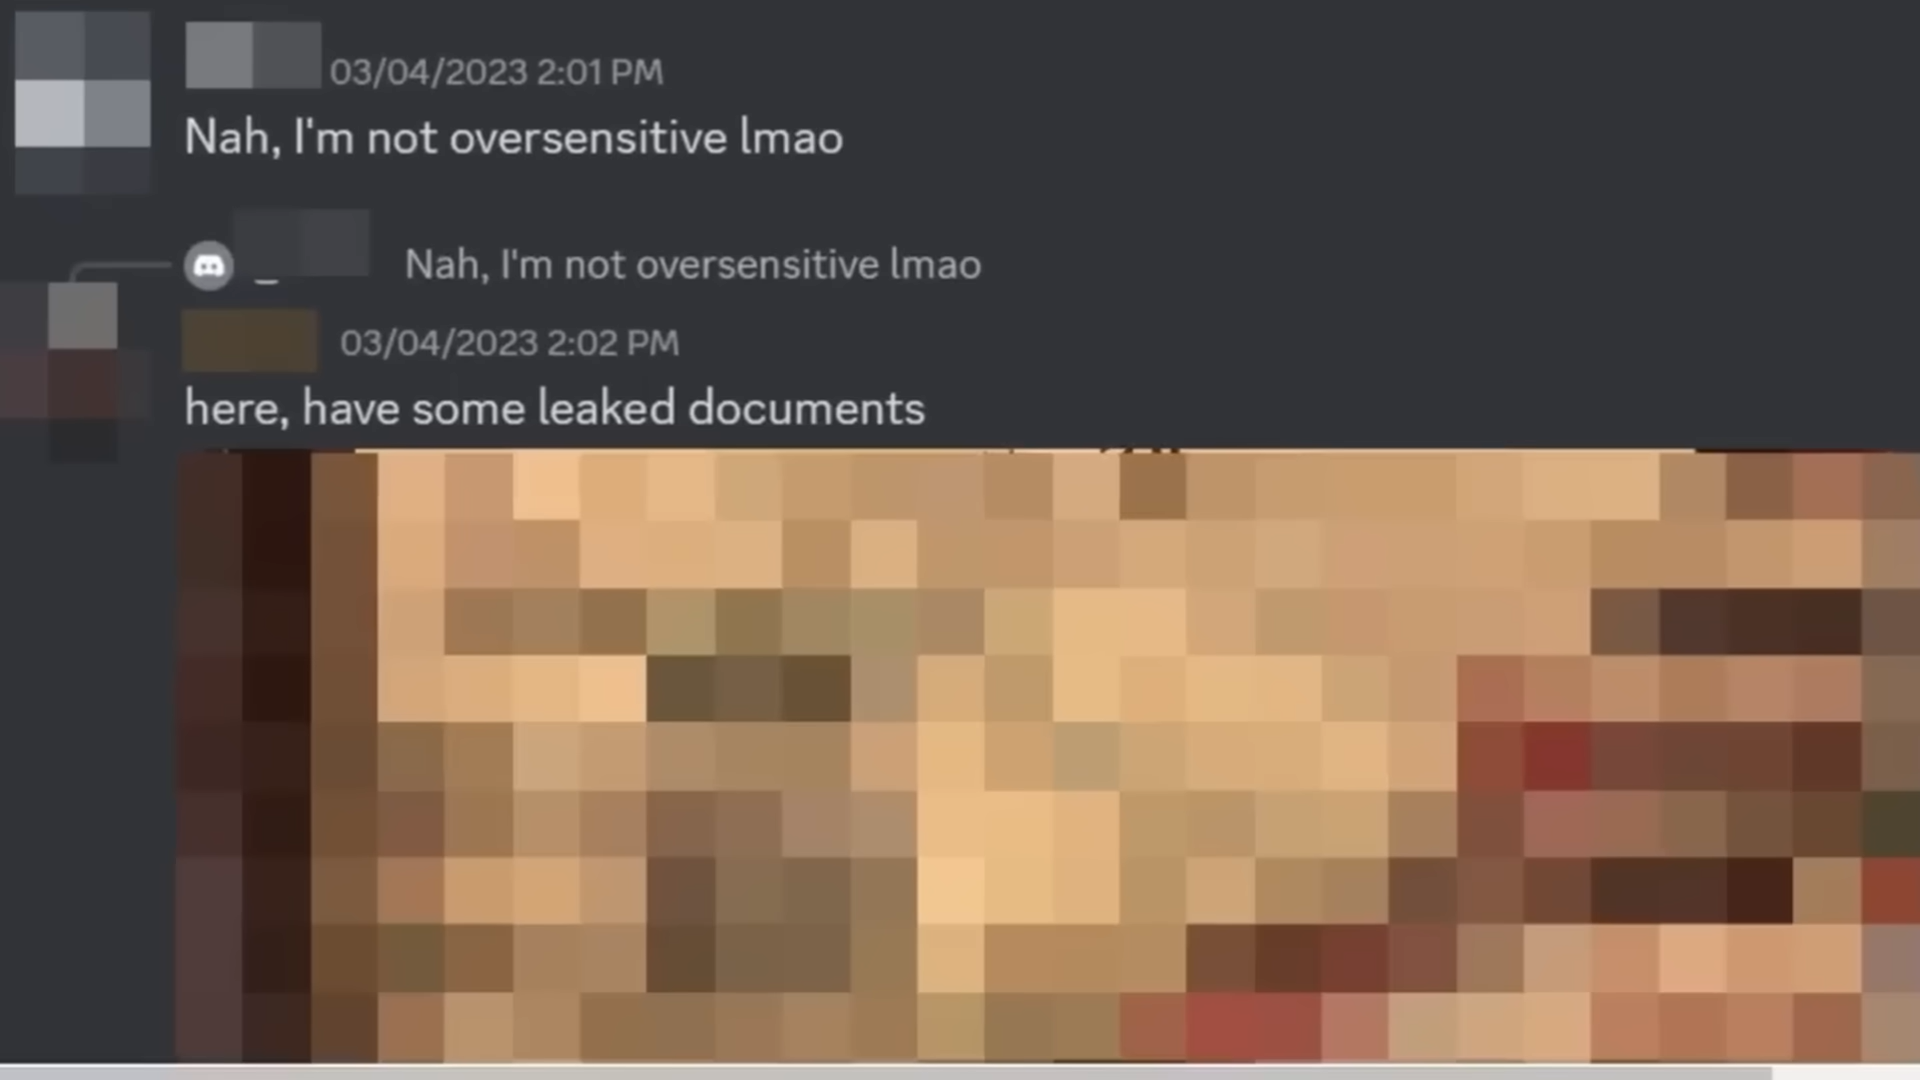 03/04/2023 2:01 PM
Nah, I'm not oversensitive lmao
Nah, I'm not oversensitive lmao
03/04/2023 2:02 PM
here, have some leaked documents